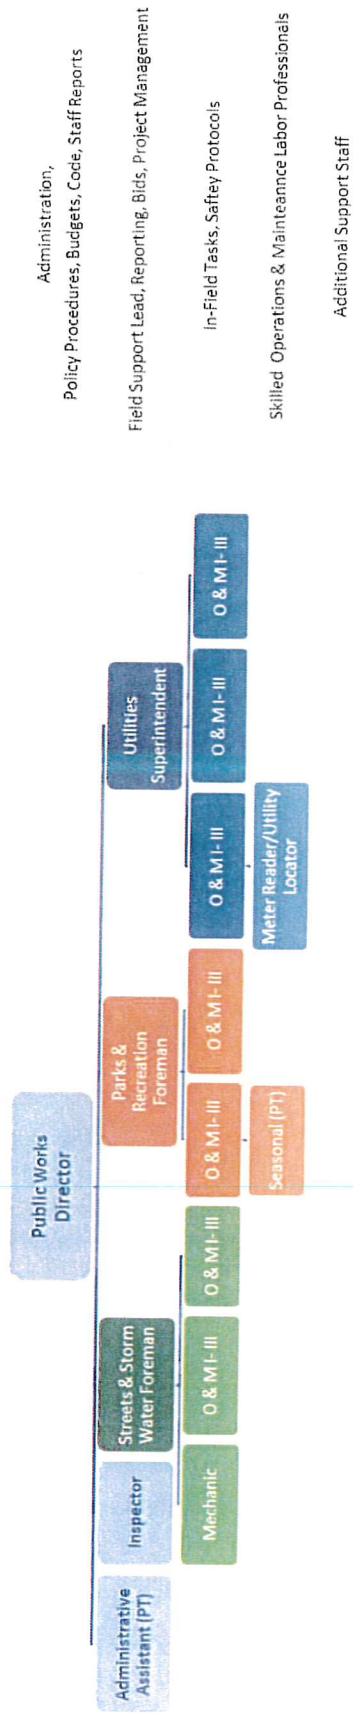 Public Works
Director
Administrative
Assistant (PT)
Inspector
Streets & Storm
Water Foreman
Parks &
Recreation
Foreman
Utilities
Superintendent
Mechanic
O & M I- III
O & M I- III
O & M I- III
O & M I- III
O & M I- III
O & M I- III
O & M I- III
Seasonal (PT)
Meter Reader/Utility
Locator
Administration,
Policy Procedures, Budgets, Code, Staff Reports
Field Support Lead, Reporting, Bids, Project Management
In-Field Tasks, Saftey Protocols
Skilled Operations & Mainteannce Labor Professionals
Additional Support Staff